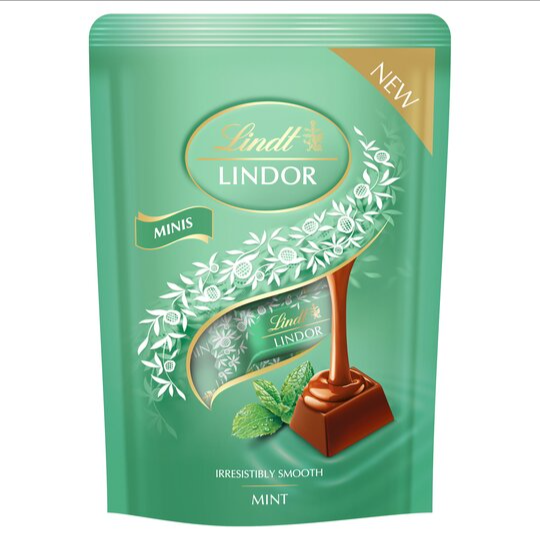 NEW
Lindt
LINDOR
MINIS
Lindt
LINDOR
IRRESISTIBLY SMOOTH
MINT